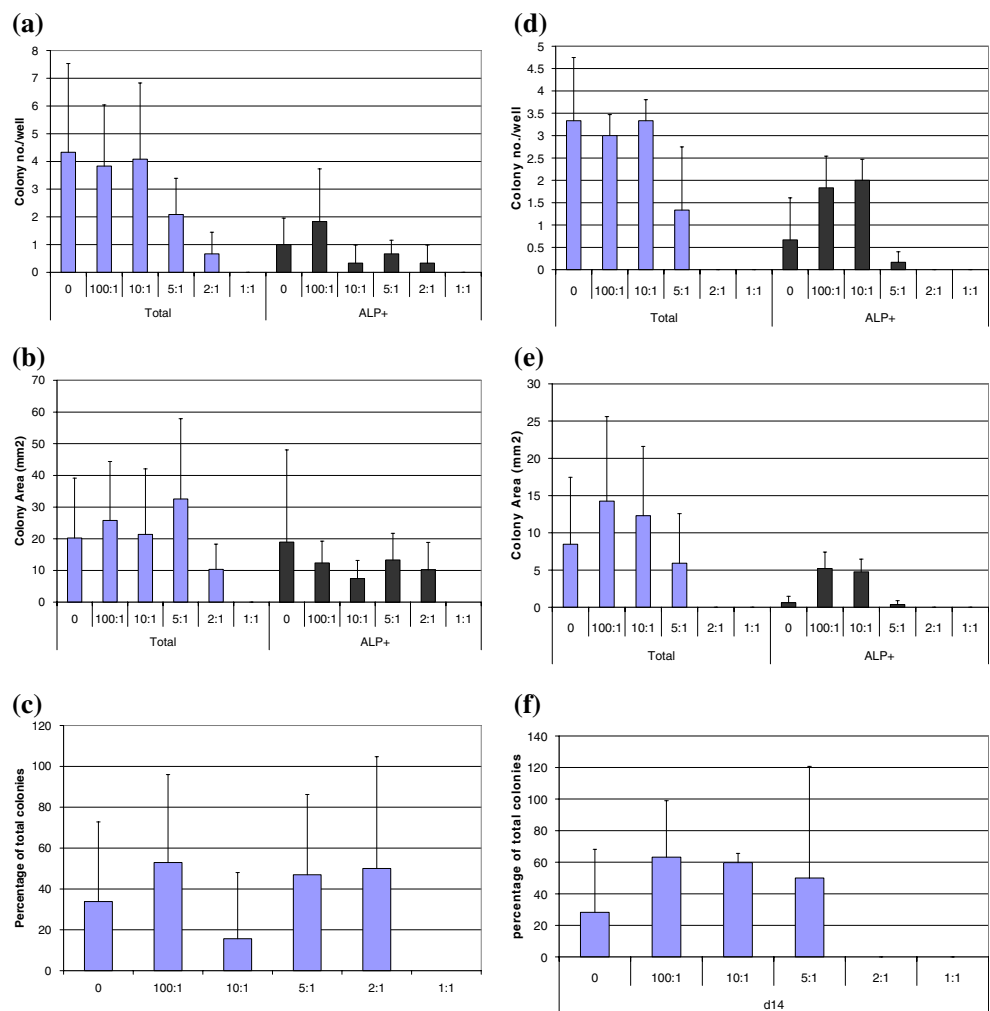 (a)
Colony no./well
8
7
6
5
4
3
2
1
0
0 100:1 10:1 5:1 2:1 1:1 0 100:1 10:1 5:1 2:1 1:1
Total ALP+
(d)
Colony no./well
5
4.5
4
3.5
3
2.5
2
1.5
1
0.5
0
0 100:1 10:1 5:1 2:1 1:1 0 100:1 10:1 5:1 2:1 1:1
Total ALP+
(b)
Colony Area (mm2)
70
60
50
40
30
20
10
0
0 100:1 10:1 5:1 2:1 1:1 0 100:1 10:1 5:1 2:1 1:1
Total ALP+
(e)
Colony Area (mm2)
30
25
20
15
10
5
0
0 100:1 10:1 5:1 2:1 1:1 0 100:1 10:1 5:1 2:1 1:1
Total ALP+
(c)
Percentage of total colonies
120
100
80
60
40
20
0
0 100:1 10:1 5:1 2:1 1:1
(f)
percentage of total colonies
140
120
100
80
60
40
20
0
0 100:1 10:1 5:1 2:1 1:1
d14